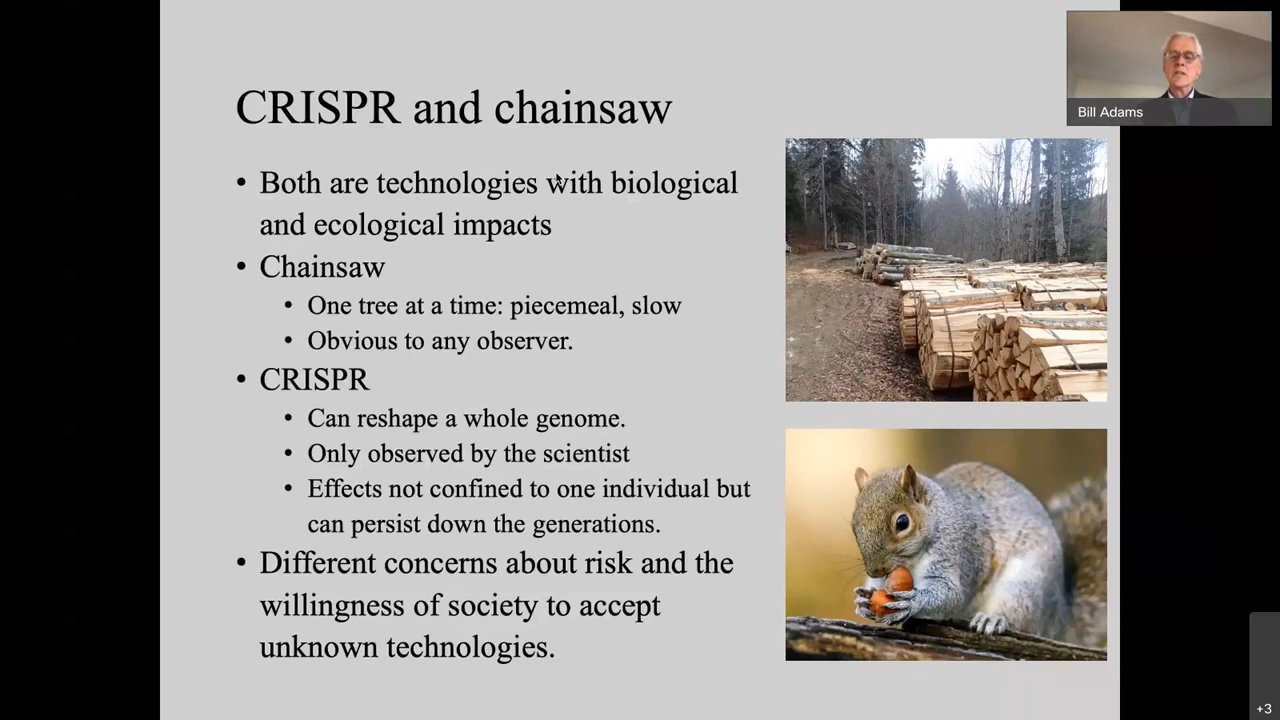 CRISPR and chainsaw
• Both are technologies with biological
and ecological impacts
• Chainsaw
• One tree at a time: piecemeal, slow
• Obvious to any observer.
• CRISPR
• Can reshape a whole genome.
• Only observed by the scientist
• Effects not confined to one individual but
can persist down the generations.
• Different concerns about risk and the
willingness of society to accept
unknown technologies.
Bill Adams
+3